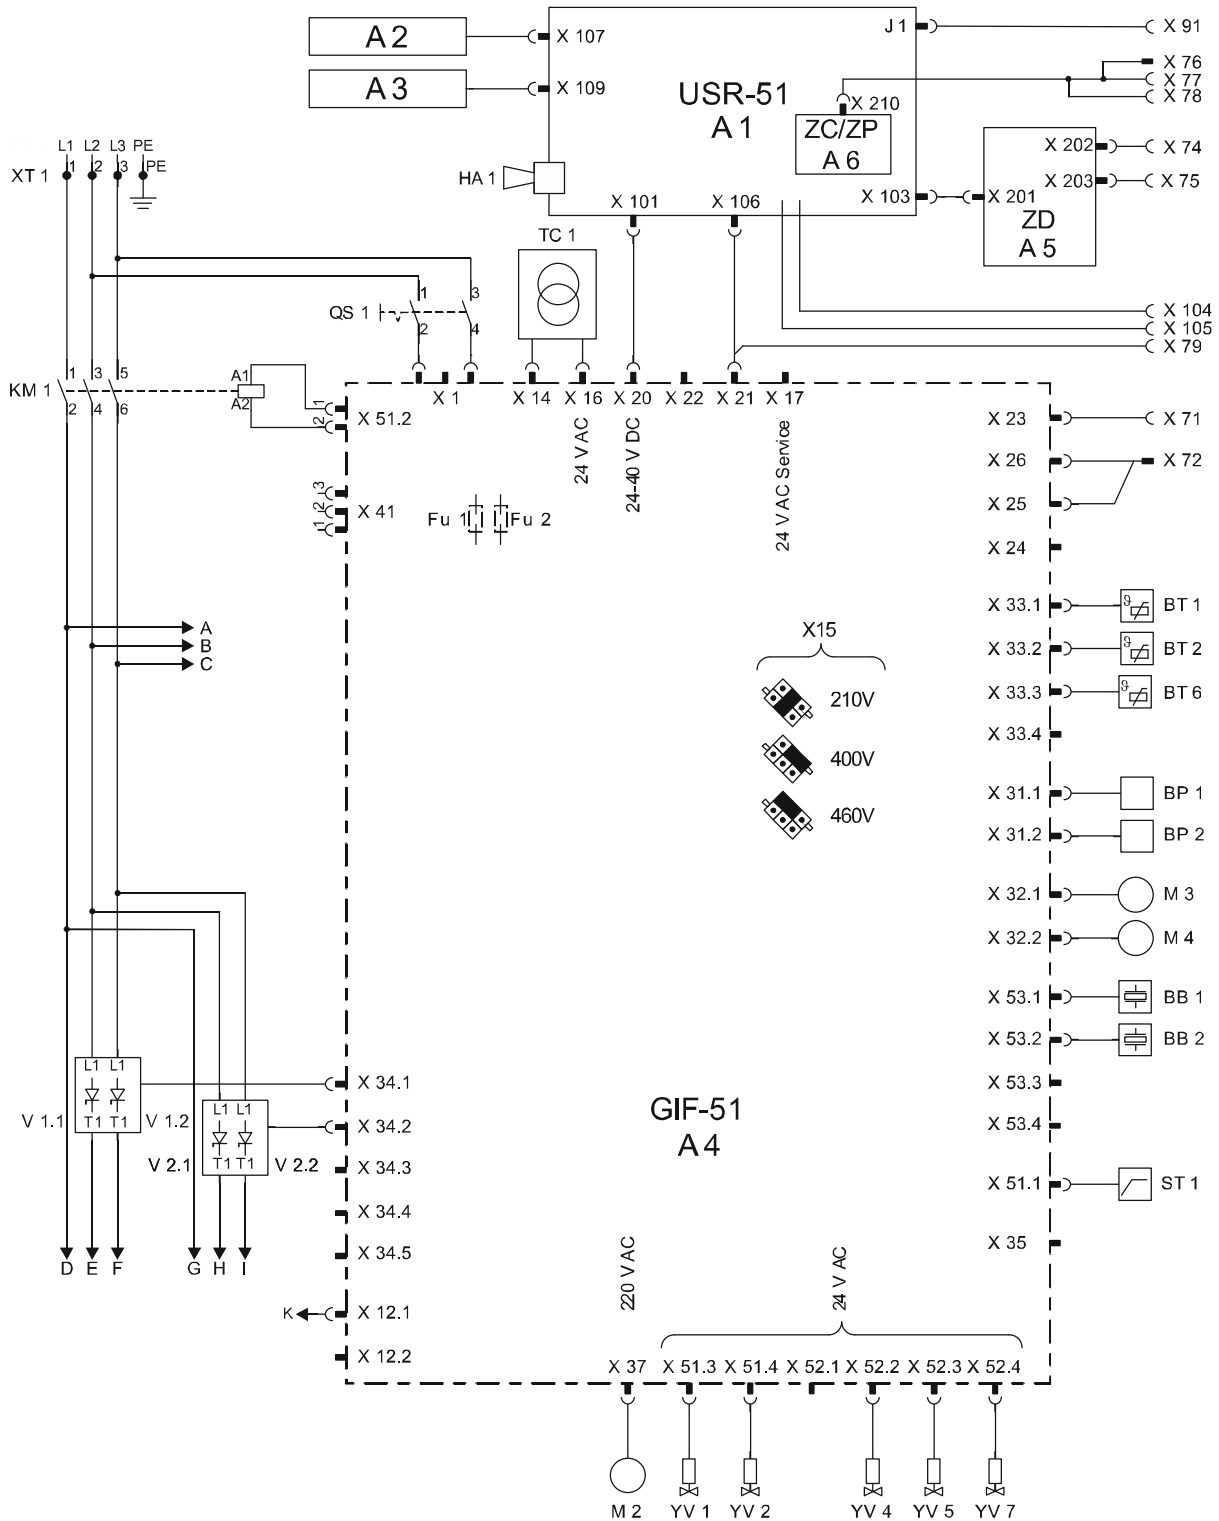 A 2
X 107
J 1
X 91
X 76
A 3
X 109
USR-51
A 1
X 77
X 210
X 78
ZC/ZP
A 6
L1 L2 L3 PE
1 2 3 PE
XT 1
X 202
X 74
HA 1
X 203
X 75
X 101
X 106
X 103
X 201
ZD
A 5
TC 1
1 3
QS 1
2 4
X 104
X 105
X 79
1 3 5
KM 1
2 4 6
A1
A2
1
2
X 51.2
X 1
X 14
X 16
X 20
X 22
X 21
X 17
24 V AC
24-40 V DC
24 V AC Service
X 23
X 71
X 26
X 72
X 25
X 24
3
2
1
X 41
Fu 1
Fu 2
X 33.1
BT 1
A
B
C
X15
X 33.2
BT 2
210V
X 33.3
BT 6
X 33.4
400V
X 31.1
BP 1
460V
X 31.2
BP 2
X 32.1
M 3
X 32.2
M 4
X 53.1
BB 1
X 53.2
BB 2
L1 L1
X 34.1
X 53.3
T1 T1
V 1.1
V 1.2
L1 L1
GIF-51
A 4
X 34.2
X 53.4
T1 T1
V 2.1
V 2.2
X 34.3
X 51.1
ST 1
X 34.4
X 35
X 34.5
D E F G H I
220 V AC
24 V AC
K
X 12.1
X 12.2
X 37
X 51.3
X 51.4
X 52.1
X 52.2
X 52.3
X 52.4
M 2
YV 1
YV 2
YV 4
YV 5
YV 7
ϑ
ϑ
ϑ